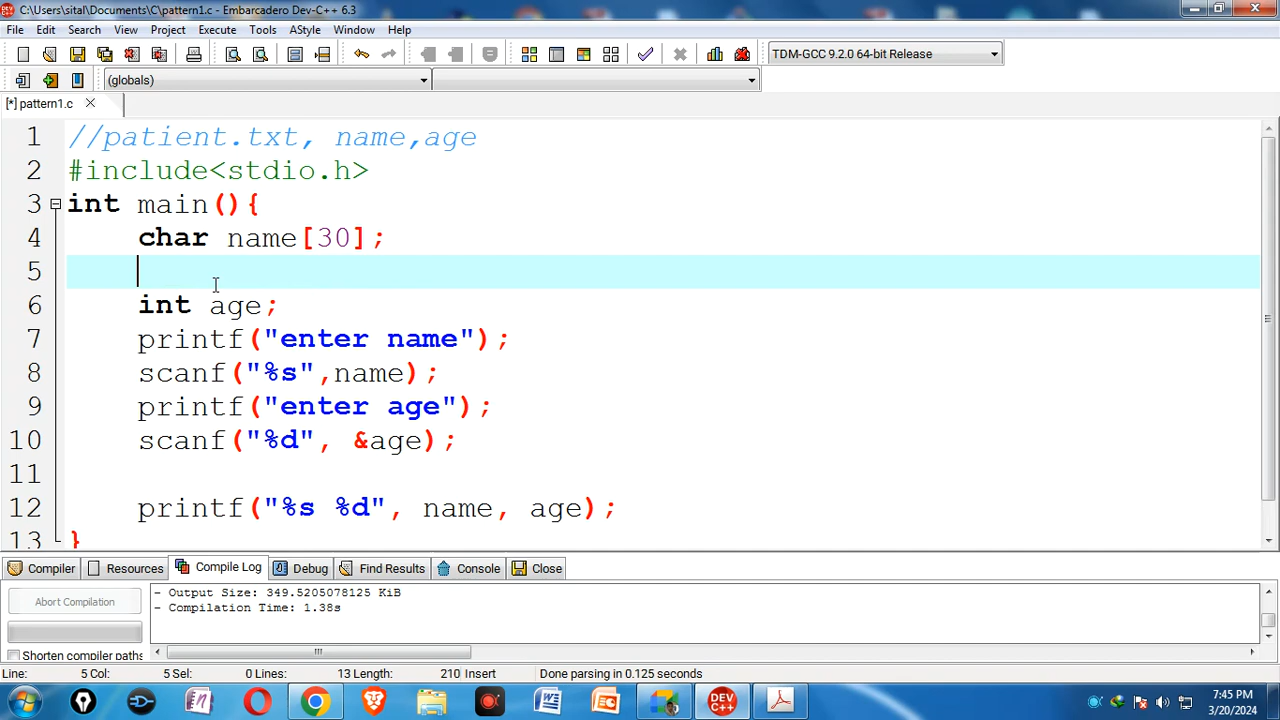 C:\Users\sital\Documents\C\pattern1.c - Embarcadero Dev-C++ 6.3
File Edit Search View Project Execute Tools AStyle Window Help
TDM-GCC 9.2.0 64-bit Release
(globals)
[*] pattern1.c
1 //patient.txt, name,age
2 #include<stdio.h>
3 int main(){
4 char name[30];
5
6 int age;
7 printf("enter name");
8 scanf("%s",name);
9 printf("enter age");
10 scanf("%d", &age);
11
12 printf("%s %d", name, age);
13 }
Compiler Resources Compile Log Debug Find Results Console Close
Abort Compilation
- Output Size: 349.5205078125 KiB
- Compilation Time: 1.38s
Shorten compiler paths
Line: 5 Col: 5 Sel: 0 Lines: 13 Length: 210 Insert Done parsing in 0.125 seconds
DEV C++
7:45 PM
3/20/2024